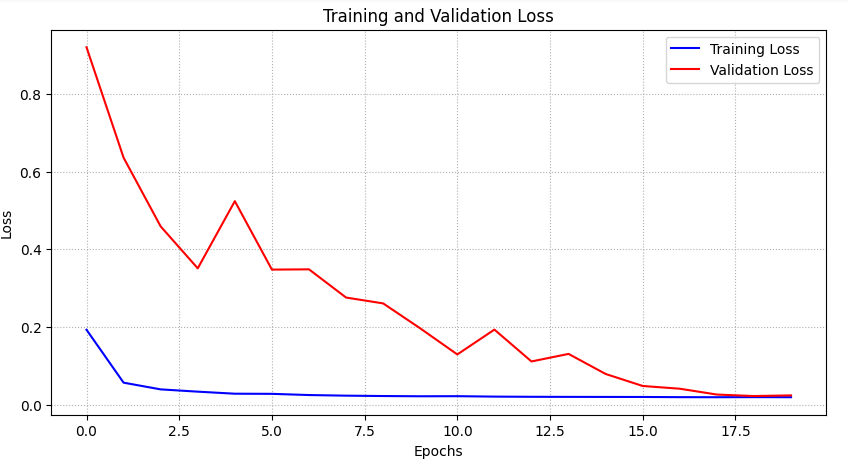 Training and Validation Loss
Training Loss
Validation Loss
Loss
0.8
0.6
0.4
0.2
0.0
0.0 2.5 5.0 7.5 10.0 12.5 15.0 17.5
Epochs